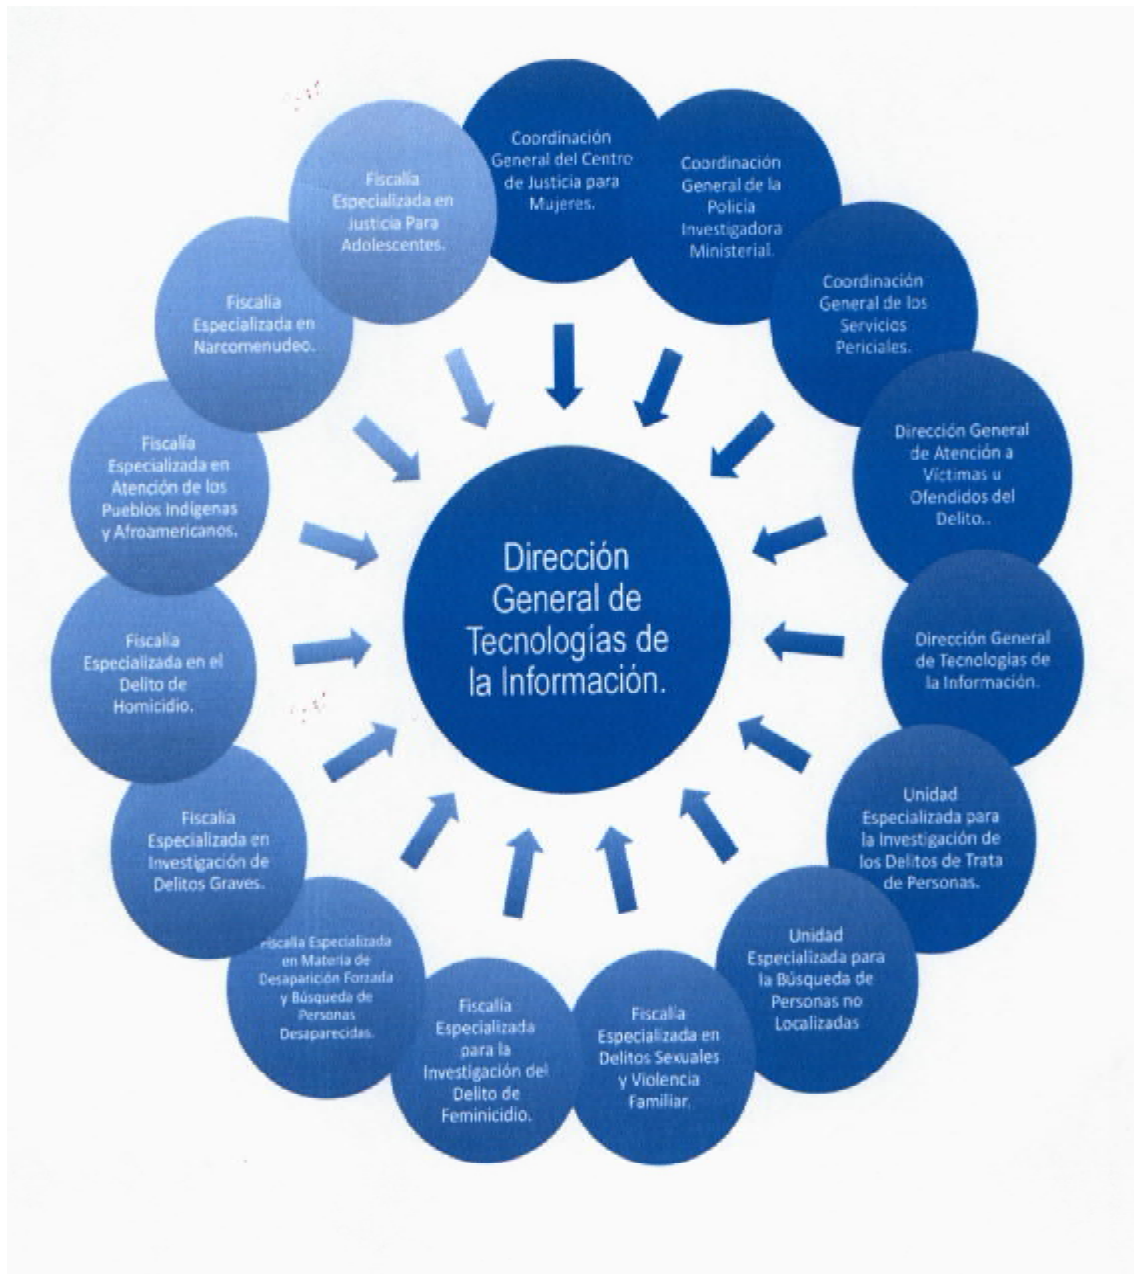 Coordinación
General del Centro
de Justicia para
Mujeres.
Coordinación
General de la
Policía
Investigadora
Ministerial.
Coordinación
General de los
Servicios
Periciales.
Dirección General
de Atención a
Víctimas u
Ofendidos del
Delito..
Dirección General
de Tecnologías de
la Información.
Unidad
Especializada para
la Investigación de
los Delitos de Trata
de Personas.
Unidad
Especializada para
la Búsqueda de
Personas no
Localizadas
Fiscalía
Especializada en
Delitos Sexuales
y Violencia
Familiar.
Fiscalía
Especializada
para la
Investigación del
Delito de
Feminicidio.
Fiscalía Especializada
en Materia de
Desaparición Forzada
y Búsqueda de
Personas
Desaparecidas.
Fiscalía
Especializada en
Investigación de
Delitos Graves.
Fiscalía
Especializada en el
Delito de
Homicidio.
Fiscalía
Especializada en
Atención de los
Pueblos Indígenas
y Afroamericanos.
Fiscalía
Especializada en
Narcomenudeo.
Fiscalía
Especializada en
Justicia Para
Adolescentes.
Dirección
General de
Tecnologías de
la Información.